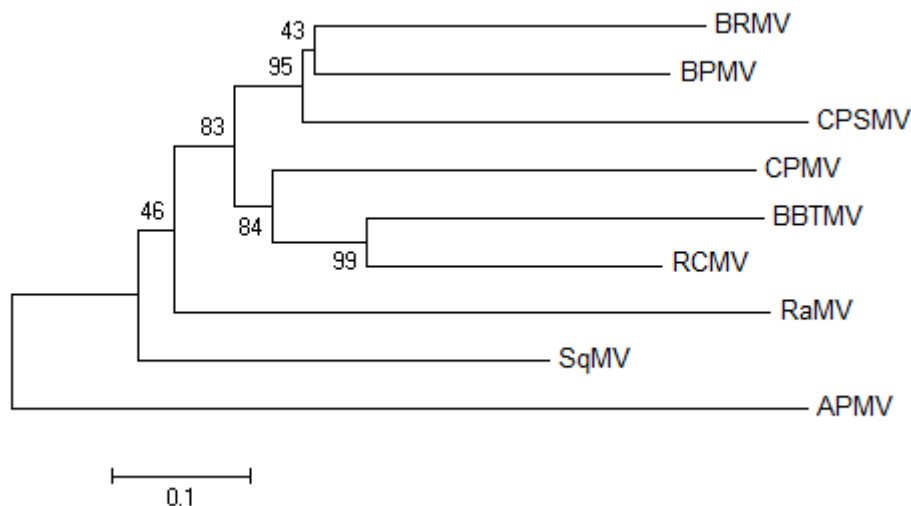 43
BRMV
95
BPMV
CPSMV
83
CPMV
46
84
BBTMV
99
RCMV
RaMV
SqMV
APMV
0.1